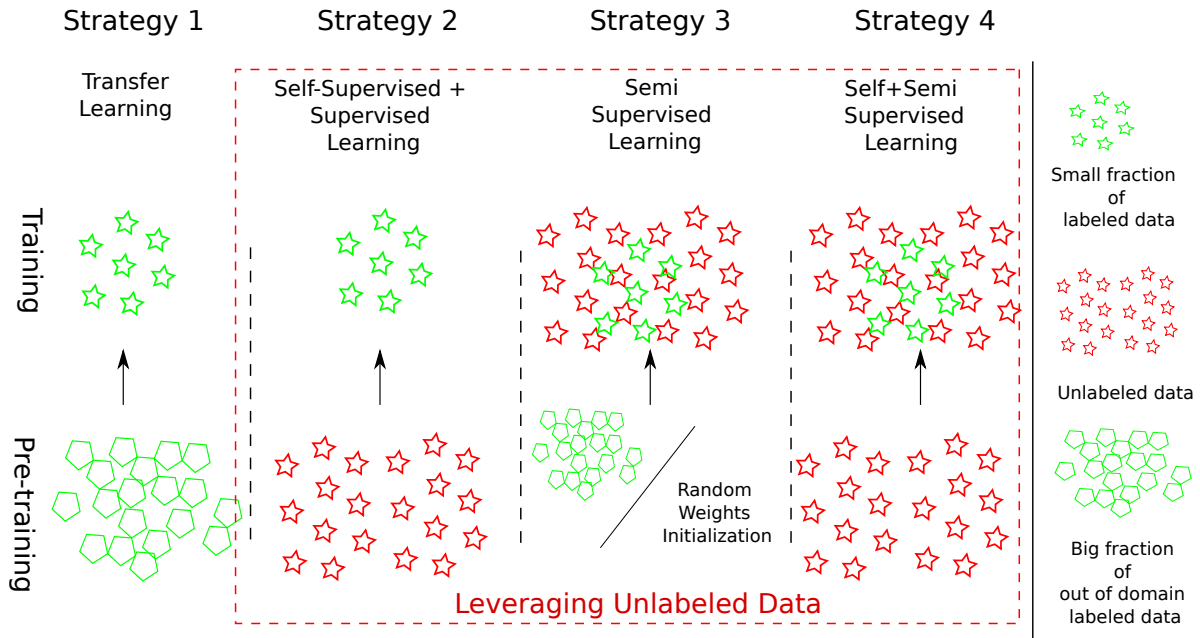 Strategy 1
Strategy 2
Strategy 3
Strategy 4
Transfer
Learning
Self-Supervised +
Supervised
Learning
Semi
Supervised
Learning
Self+Semi
Supervised
Learning
Training
Pre-training
Random
Weights
Initialization
Leveraging Unlabeled Data
Small fraction
of
labeled data
Unlabeled data
Big fraction
of
out of domain
labeled data